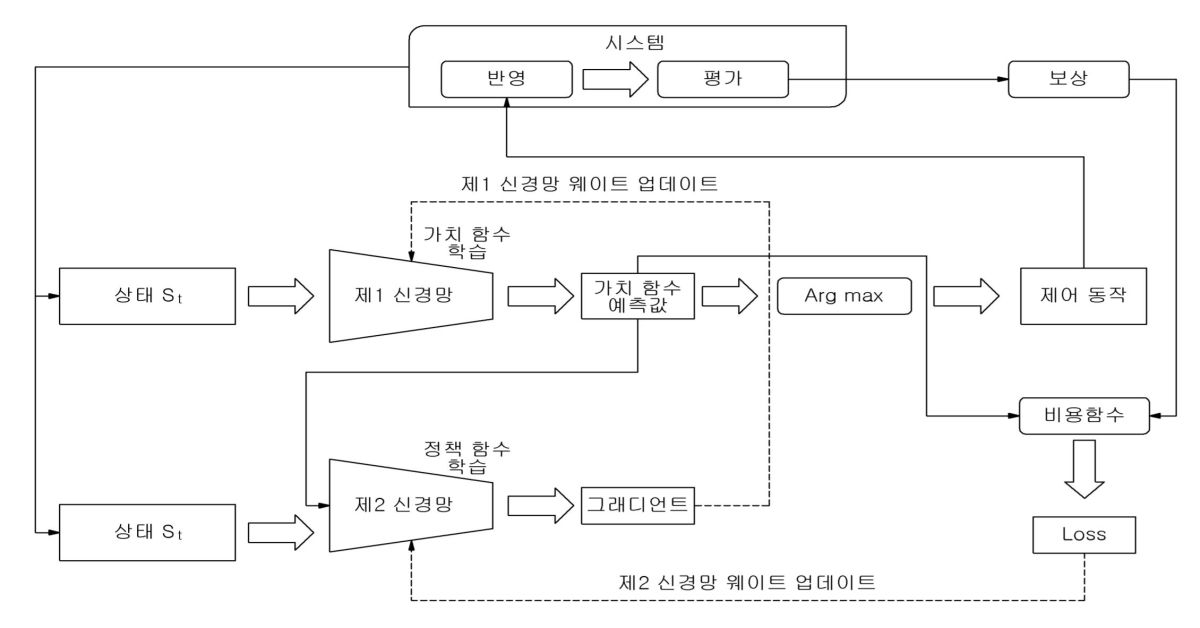 시스템
반영
평가
보상
제1 신경망 웨이트 업데이트
가치 함수
학습
상태 St
제1 신경망
가치 함수
예측값
Arg max
제어 동작
비용함수
정책 함수
학습
상태 St
제2 신경망
그래디언트
Loss
제2 신경망 웨이트 업데이트